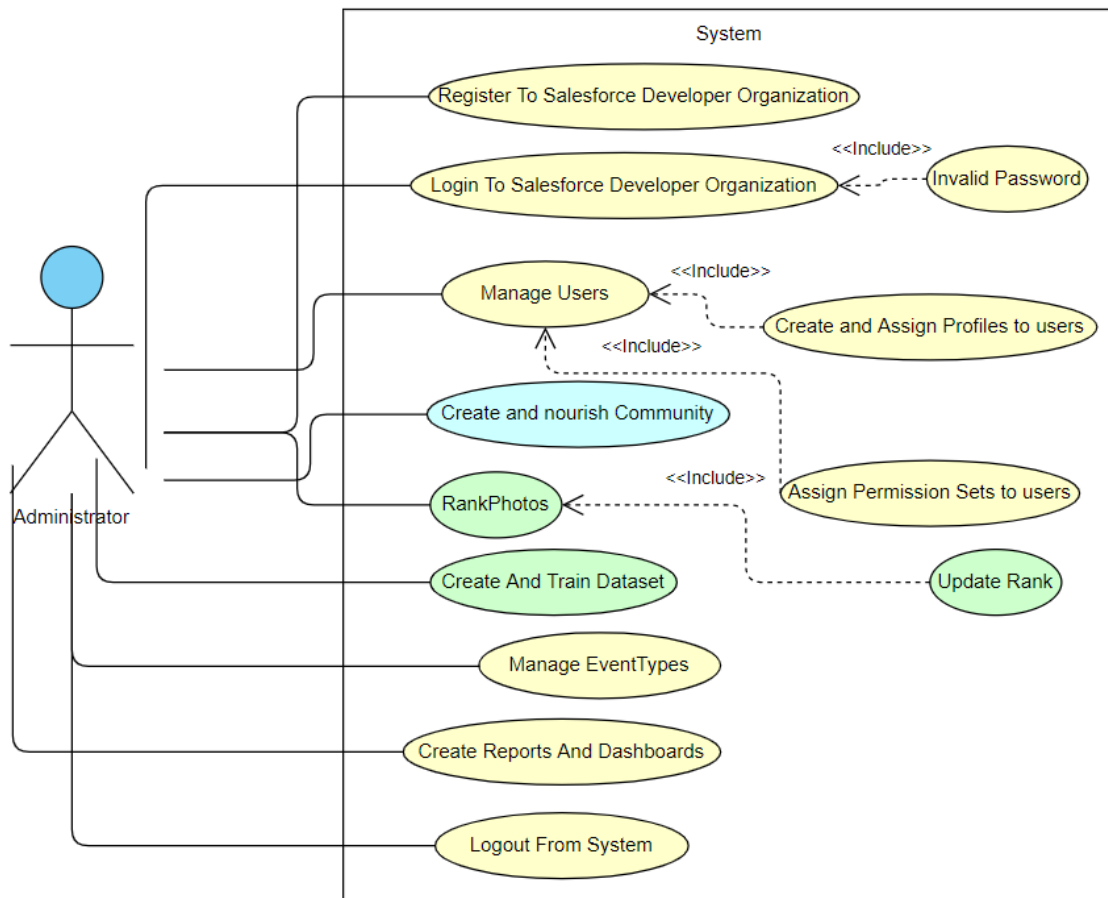 System
Register To Salesforce Developer Organization
<<Include>>
Login To Salesforce Developer Organization
Invalid Password
<<Include>>
Manage Users
Create and Assign Profiles to users
<<Include>>
Create and nourish Community
<<Include>>
Assign Permission Sets to users
RankPhotos
Administrator
Create And Train Dataset
Update Rank
Manage EventTypes
Create Reports And Dashboards
Logout From System